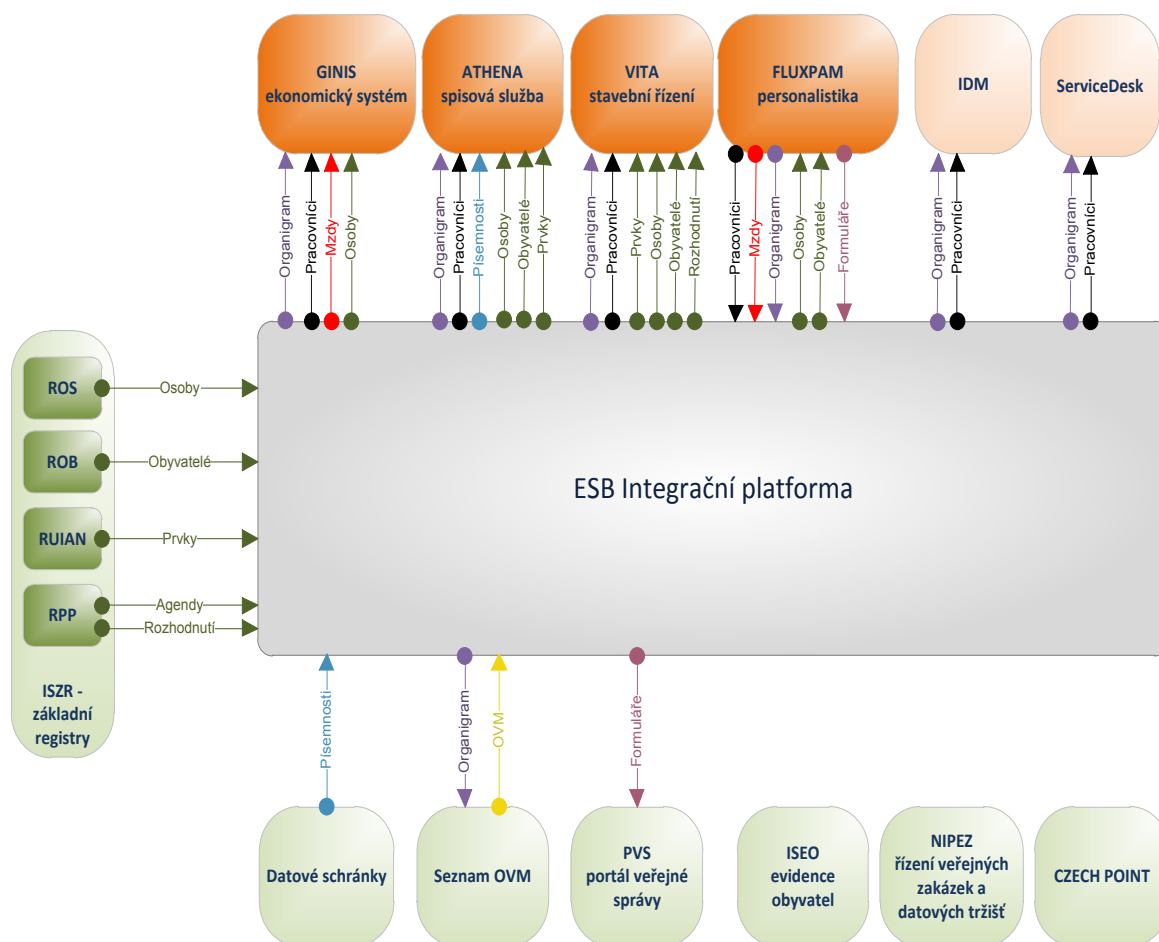 GINIS
ekonomický systém
ATHENA
spisová služba
VITA
stavební řízení
FLUXPAM
personalistika
IDM
ServiceDesk
Organigram
Pracovníci
Mzdy
Osoby
Organigram
Pracovníci
Písemnosti
Osoby
Obyvatelé
Prvky
Organigram
Pracovníci
Prvky
Osoby
Obyvatelé
Rozhodnutí
Pracovníci
Mzdy
Organigram
Osoby
Obyvatelé
Formuláře
Organigram
Pracovníci
Organigram
Pracovníci
ROS
Osoby
ROB
Obyvatelé
RUIAN
Prvky
RPP
Agendy
Rozhodnutí
ISZR -
základní
registry
ESB Integrační platforma
Písemnosti
Organigram
OVM
Formuláře
Datové schránky
Seznam OVM
PVS
portál veřejné
správy
ISEO
evidence
obyvatel
NIPEZ
řízení veřejných
zakázek a
datových tržišť
CZECH POINT